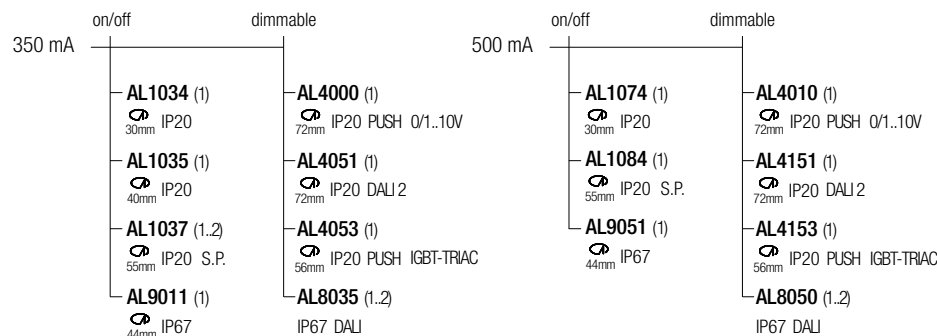 on/off
dimmable
350 mA
AL1034 (1)
30mm IP20
AL1035 (1)
40mm IP20
AL1037 (1..2)
55mm IP20 S.P.
AL9011 (1)
44mm IP67
AL4000 (1)
72mm IP20 PUSH 0/1..10V
AL4051 (1)
72mm IP20 DALI 2
AL4053 (1)
56mm IP20 PUSH IGBT-TRIAC
AL8035 (1..2)
IP67 DALI
on/off
dimmable
500 mA
AL1074 (1)
30mm IP20
AL1084 (1)
55mm IP20 S.P.
AL9051 (1)
44mm IP67
AL4010 (1)
72mm IP20 PUSH 0/1..10V
AL4151 (1)
72mm IP20 DALI 2
AL4153 (1)
56mm IP20 PUSH IGBT-TRIAC
AL8050 (1..2)
IP67 DALI